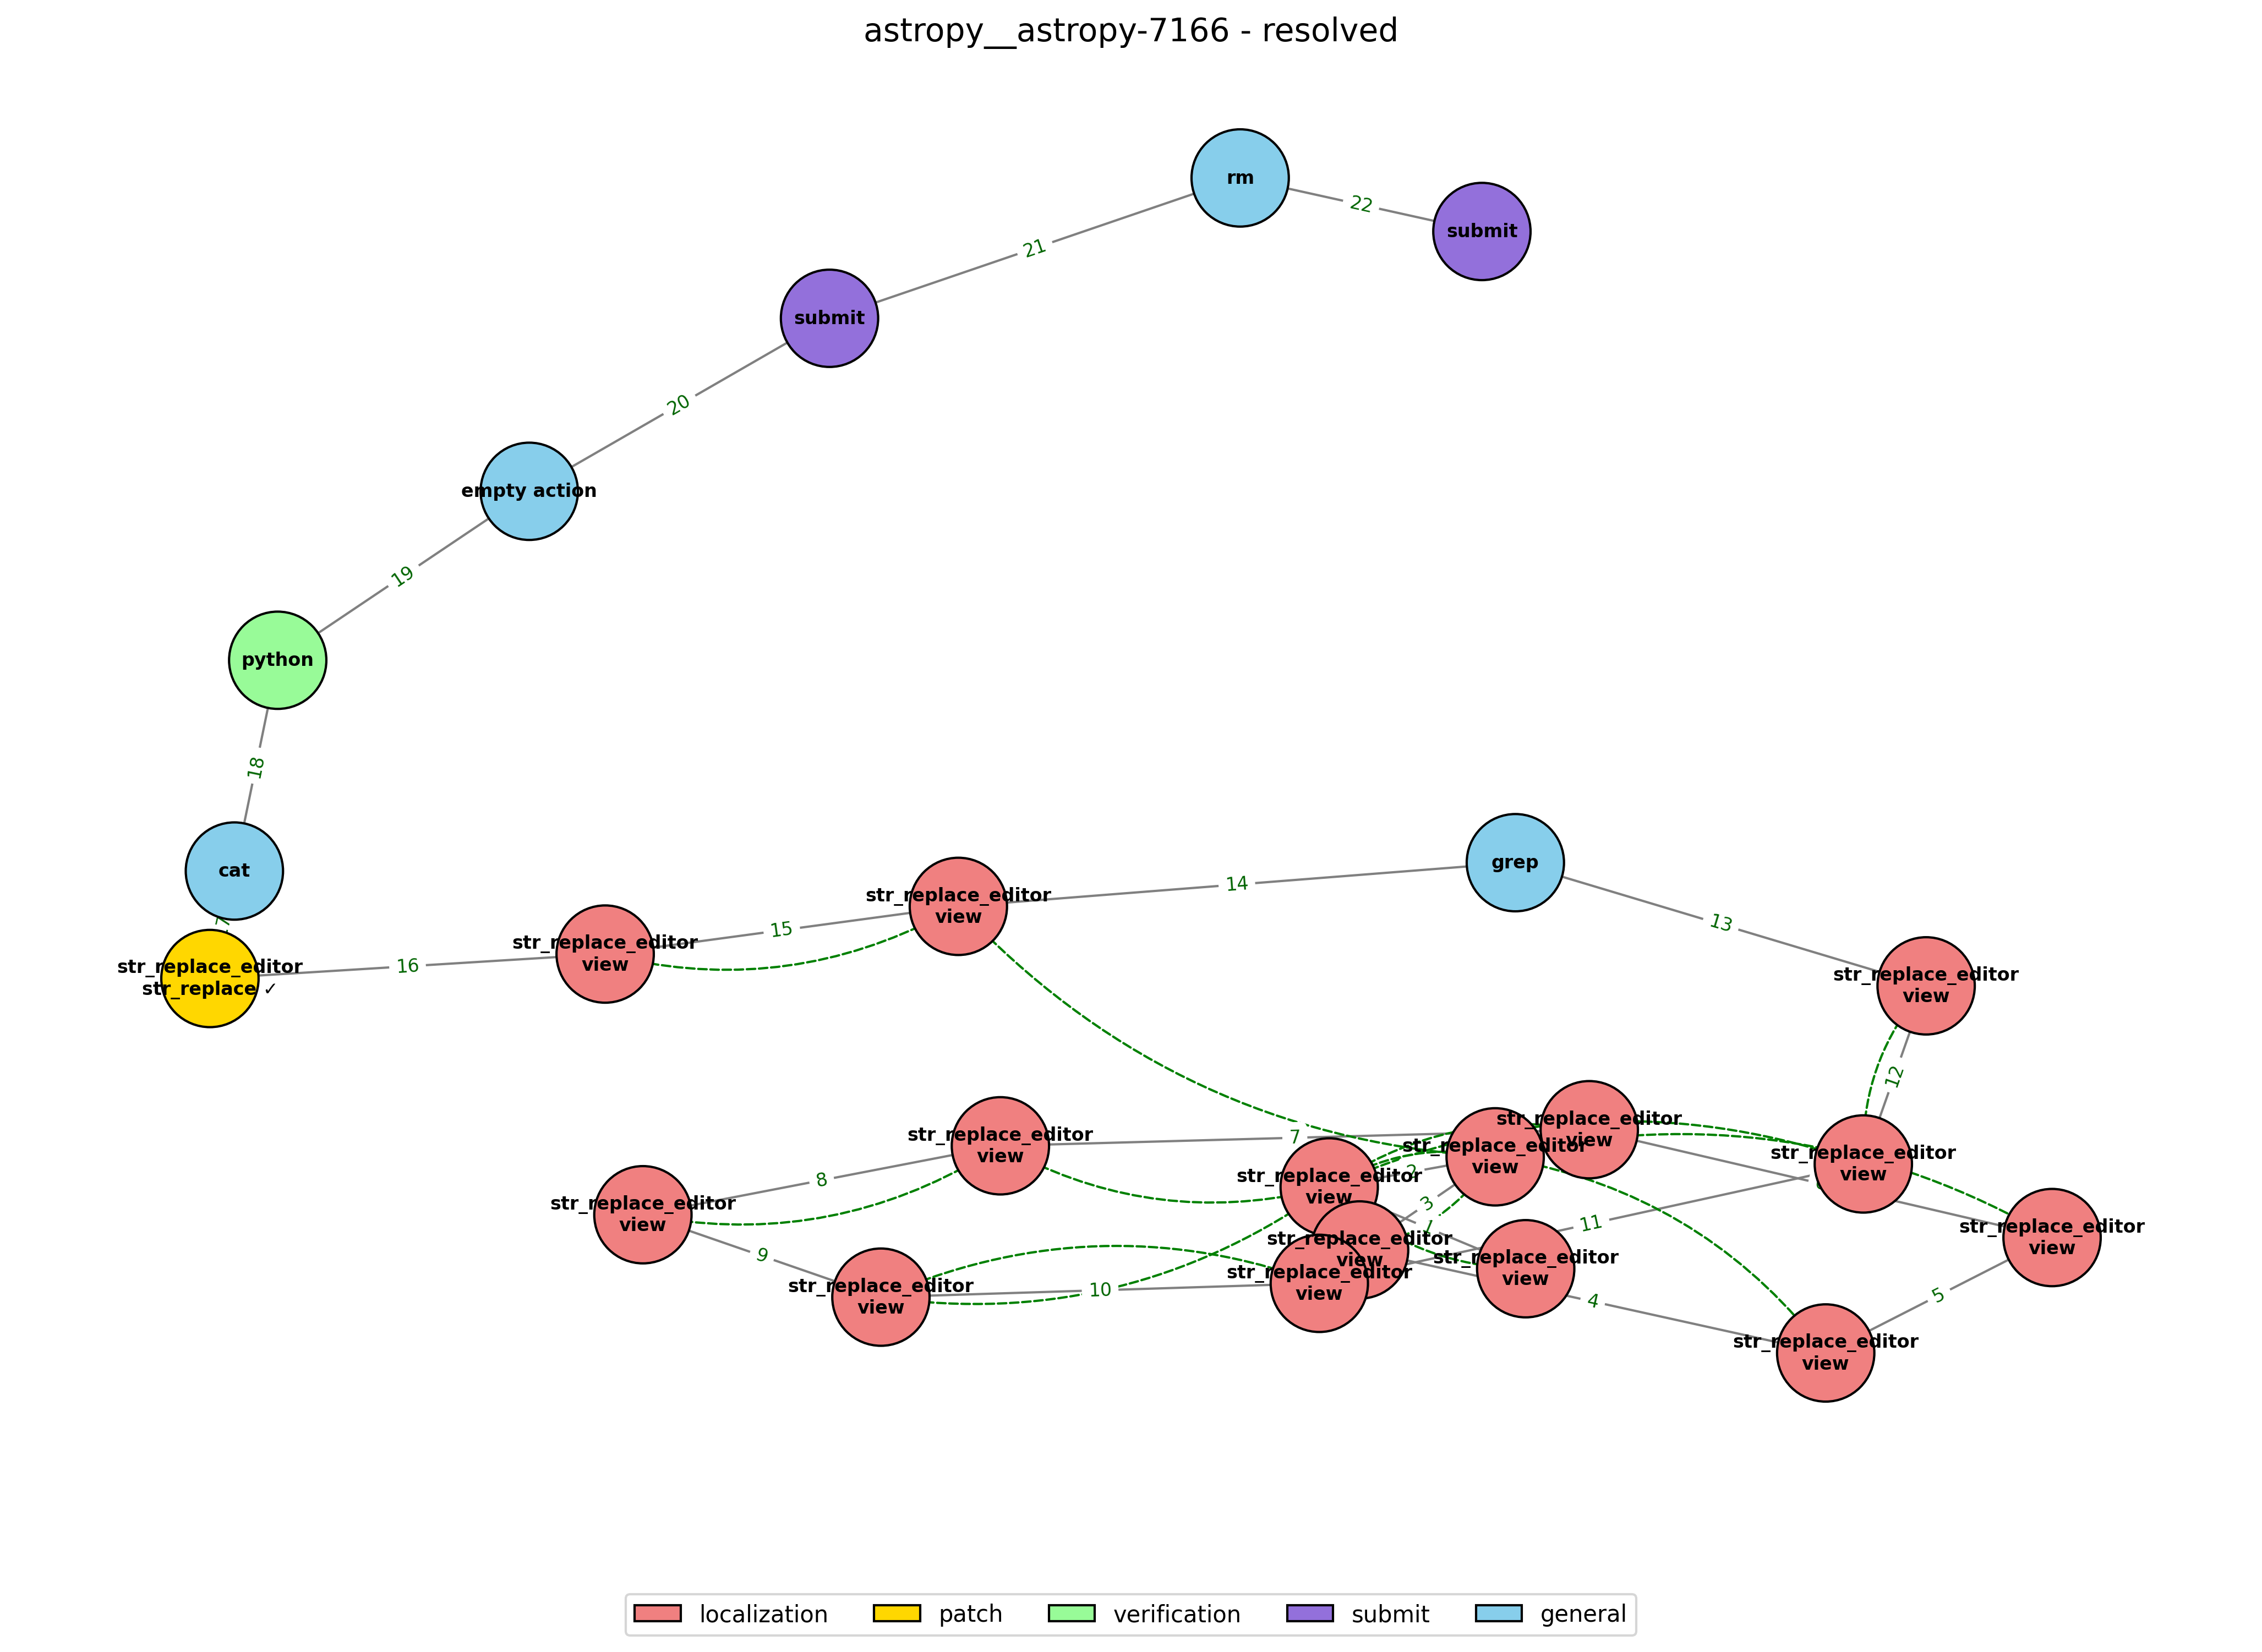 astropy__astropy-7166 - resolved
rm
22
submit
21
submit
20
empty action
19
python
18
cat
grep
14
13
str_replace_editor
view
15
str_replace_editor
view
16
str_replace_editor
str_replace ✓
str_replace_editor
view
12
str_replace_editor
view
7
str_replace_editor
view
str_replace_editor
view
str_replace_editor
view
2
str_replace_editor
view
8
str_replace_editor
view
3
1
11
str_replace_editor
view
9
str_replace_editor
view
str_replace_editor
view
str_replace_editor
view
10
str_replace_editor
view
5
4
str_replace_editor
view
localization
patch
verification
submit
general